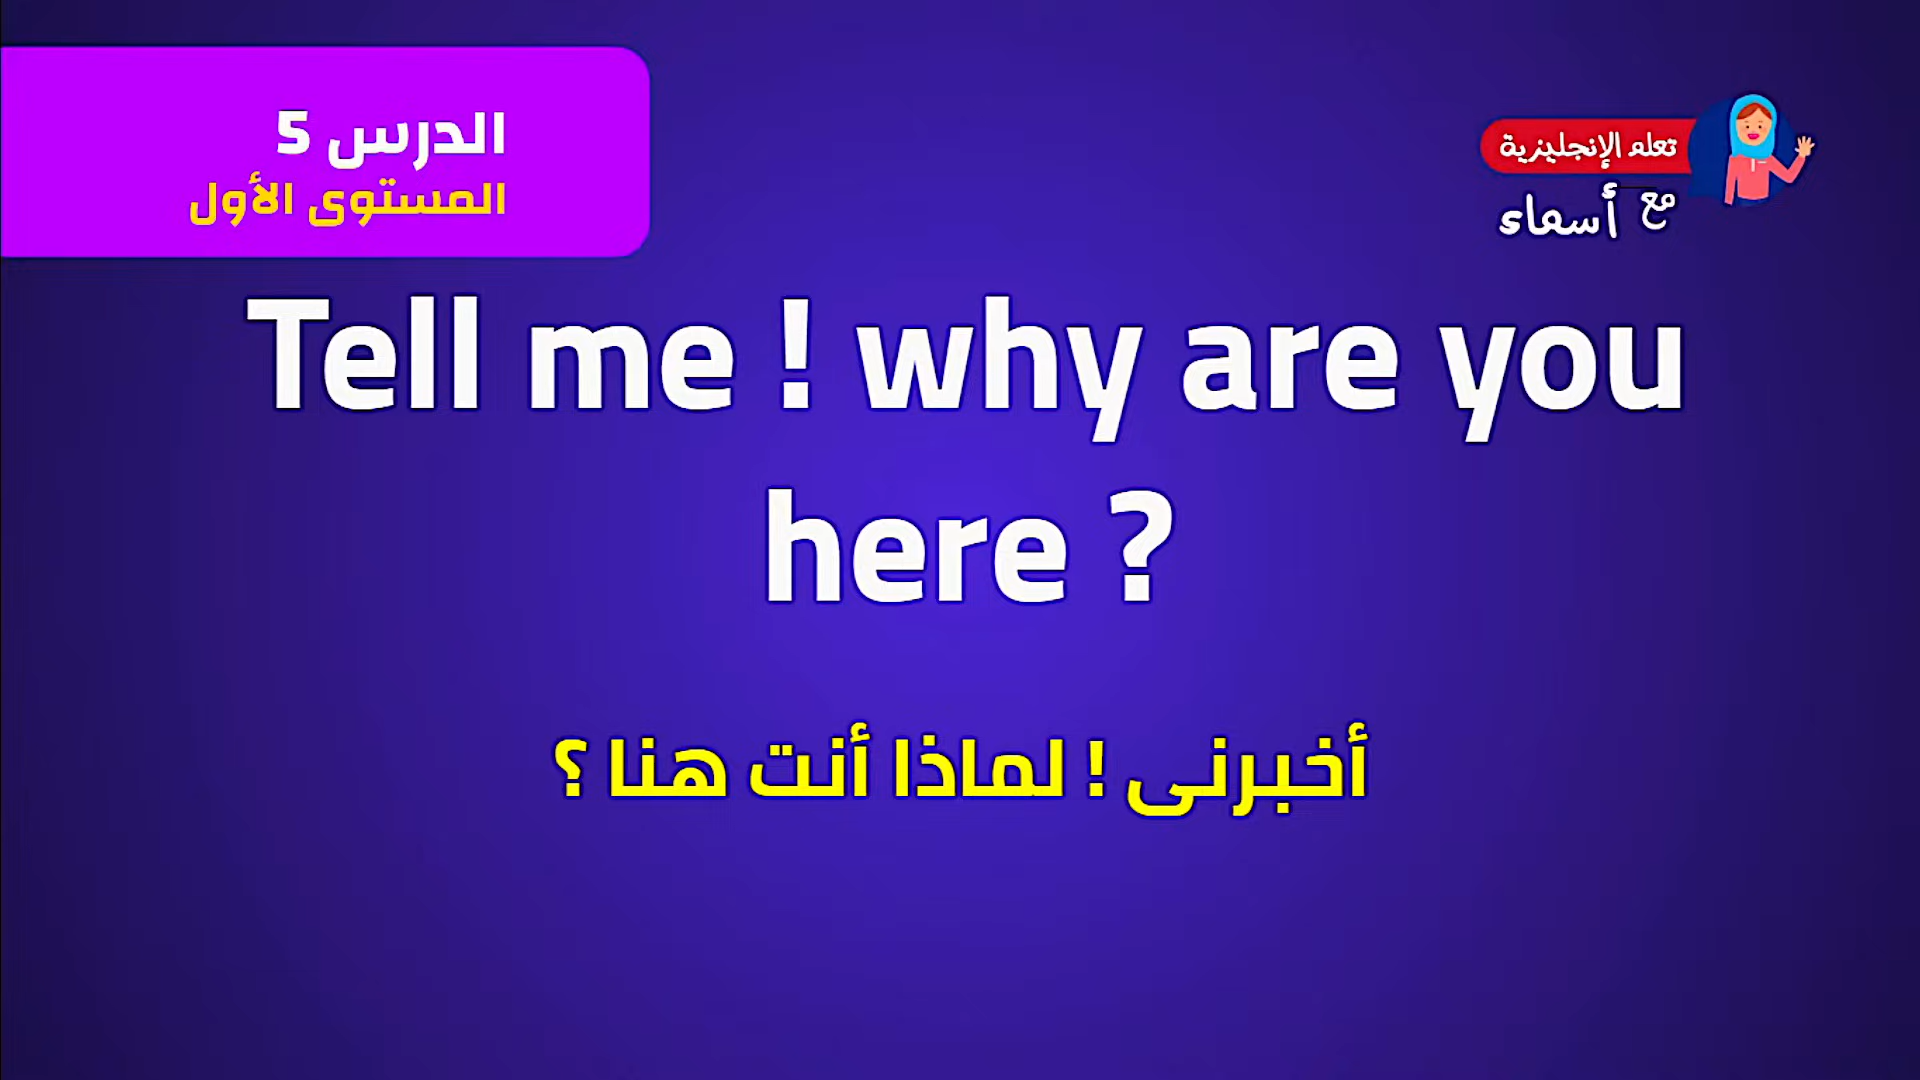 الدرس 5
المستوى الأول
تعلم الإنجليزية
مع أسماء
Tell me ! why are you
here ?
أخبرنى ! لماذا أنت هنا ؟